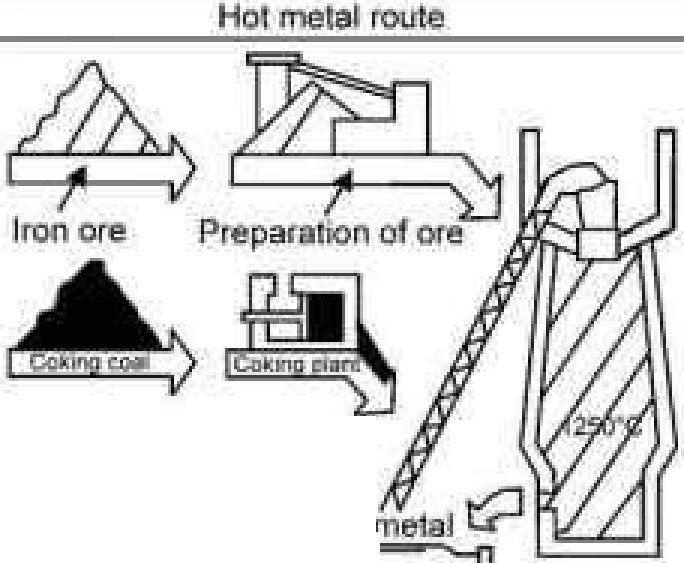 Hot metal route
Iron ore
Preparation of ore
Coking coal
Coking plant
1250°C
metal